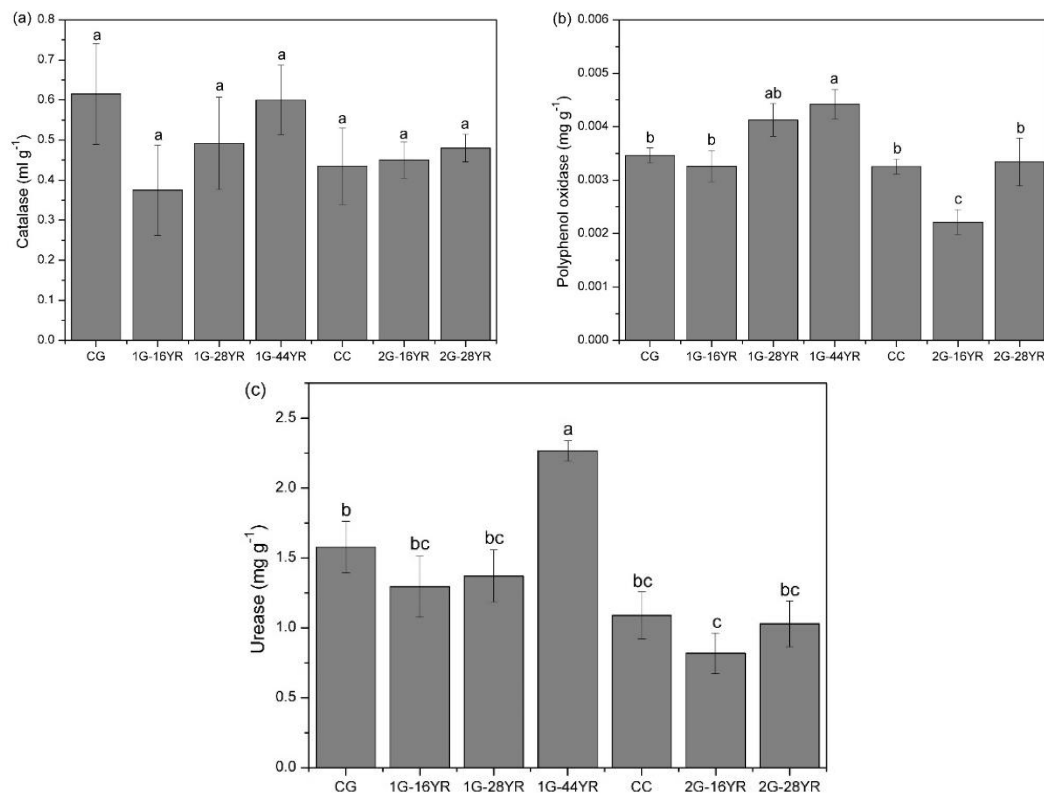 (a)
Catalase (ml g⁻¹)
0.8
0.7
0.6
0.5
0.4
0.3
0.2
0.1
0.0
a
a
a
a
a
a
a
CG 1G-16YR 1G-28YR 1G-44YR CC 2G-16YR 2G-28YR
(b)
Polyphenol oxidase (mg g⁻¹)
0.006
0.005
0.004
0.003
0.002
0.001
0.000
b
b
ab
a
b
c
b
CG 1G-16YR 1G-28YR 1G-44YR CC 2G-16YR 2G-28YR
(c)
Urease (mg g⁻¹)
2.5
2.0
1.5
1.0
0.5
0.0
b
bc
bc
a
bc
c
bc
CG 1G-16YR 1G-28YR 1G-44YR CC 2G-16YR 2G-28YR